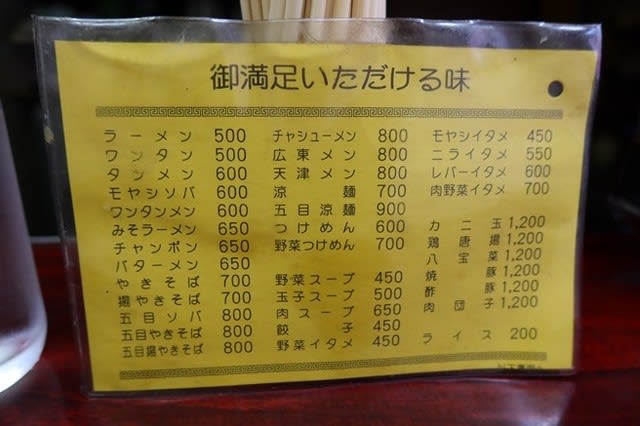 御満足いただける味
ラーメン 500
ワンタン 500
タンメン 600
モヤシソバ 600
ワンタンメン 600
みそラーメン 650
チャンポン 650
バターメン 650
やきそば 700
揚やきそば 700
五目ソバ 800
五目やきそば 800
五目揚やきそば 800
チャシューメン 800
広東メン 800
天津メン 800
涼麺 700
五目涼麺 900
つけめん 600
野菜つけめん 700
野菜スープ 450
玉子スープ 500
肉スープ 650
餃子 450
野菜イタメ 450
モヤシイタメ 450
ニライタメ 550
レバーイタメ 600
肉野菜イタメ 700
カニ玉 1,200
鶏唐揚 1,200
八宝菜 1,200
焼豚 1,200
酢豚 1,200
肉団子 1,200
ライス 200